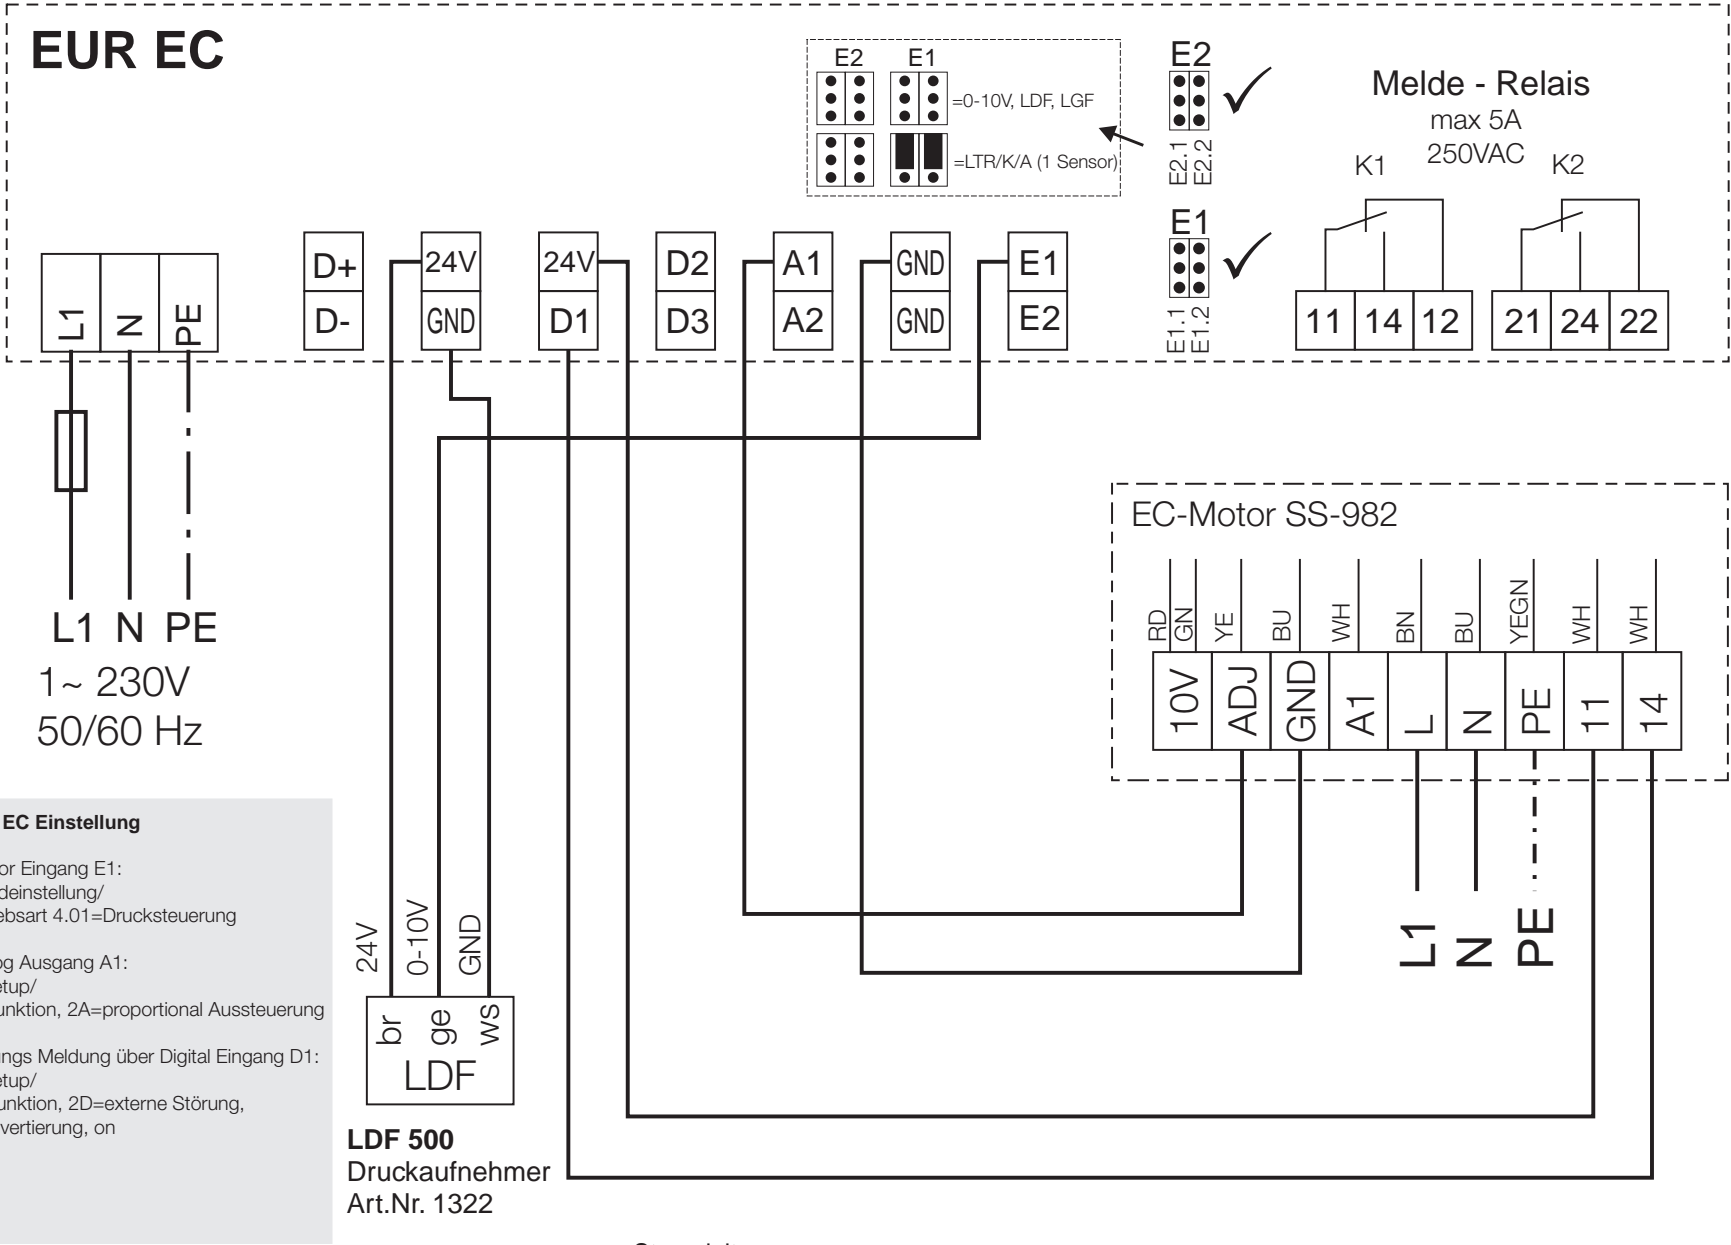 EUR EC
E2 E1
=0-10V, LDF, LGF
=LTR/K/A (1 Sensor)
E2
E2.1
E2.2
E1
E1.1
E1.2
Melde - Relais
max 5A
250VAC
K1
K2
11 14 12
21 24 22
L1 N PE
D+ 24V 24V D2 A1 GND E1
D- GND D1 D3 A2 GND E2
L1 N PE
1~ 230V
50/60 Hz
EC-Motor SS-982
RD GN YE BU WH BN BU YEGN WH WH
10V ADJ GND A1 L N PE 11 14
L1 N PE
EC Einstellung
or Eingang E1:
deinstellung/
ebsart 4.01=Drucksteuerung
og Ausgang A1:
etup/
unktion, 2A=proportional Aussteuerung
ngs Meldung über Digital Eingang D1:
etup/
unktion, 2D=externe Störung,
vertierung, on
24V 0-10V GND
br ge ws
LDF
LDF 500
Druckaufnehmer
Art.Nr. 1322